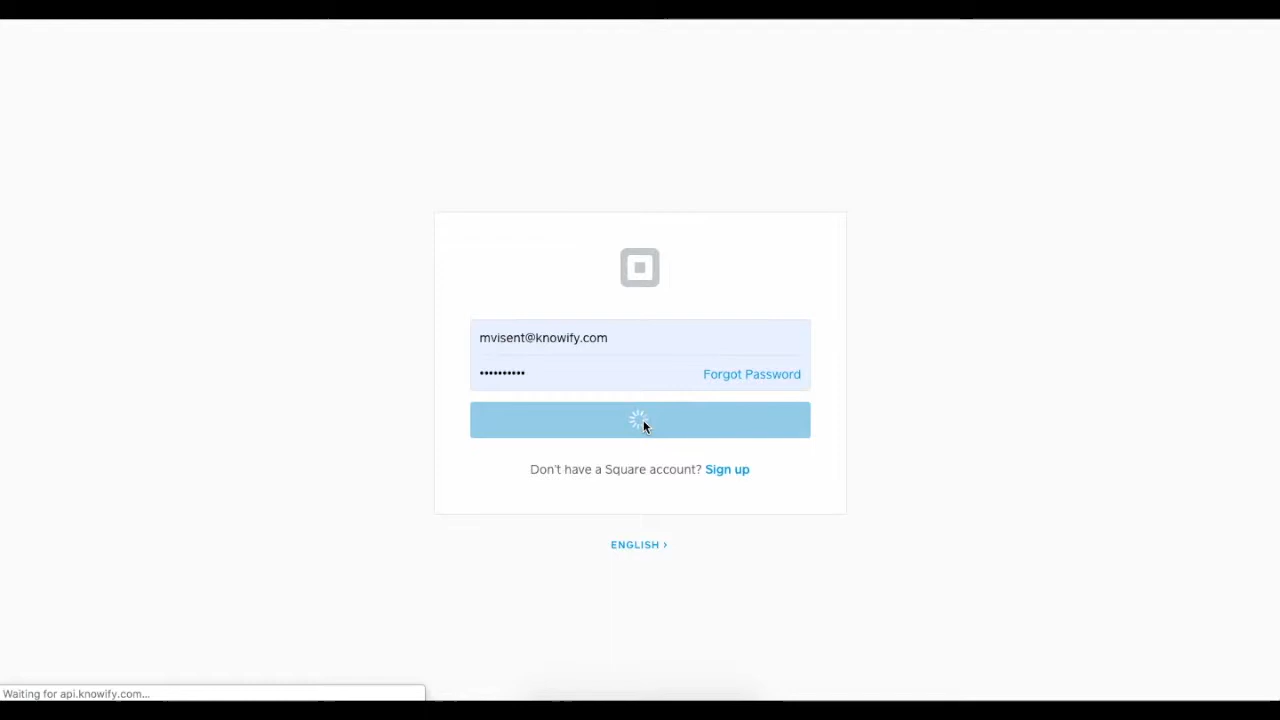 mvisent@knowify.com
••••••••••
Forgot Password
Don't have a Square account? Sign up
ENGLISH ›
Waiting for api.knowify.com...